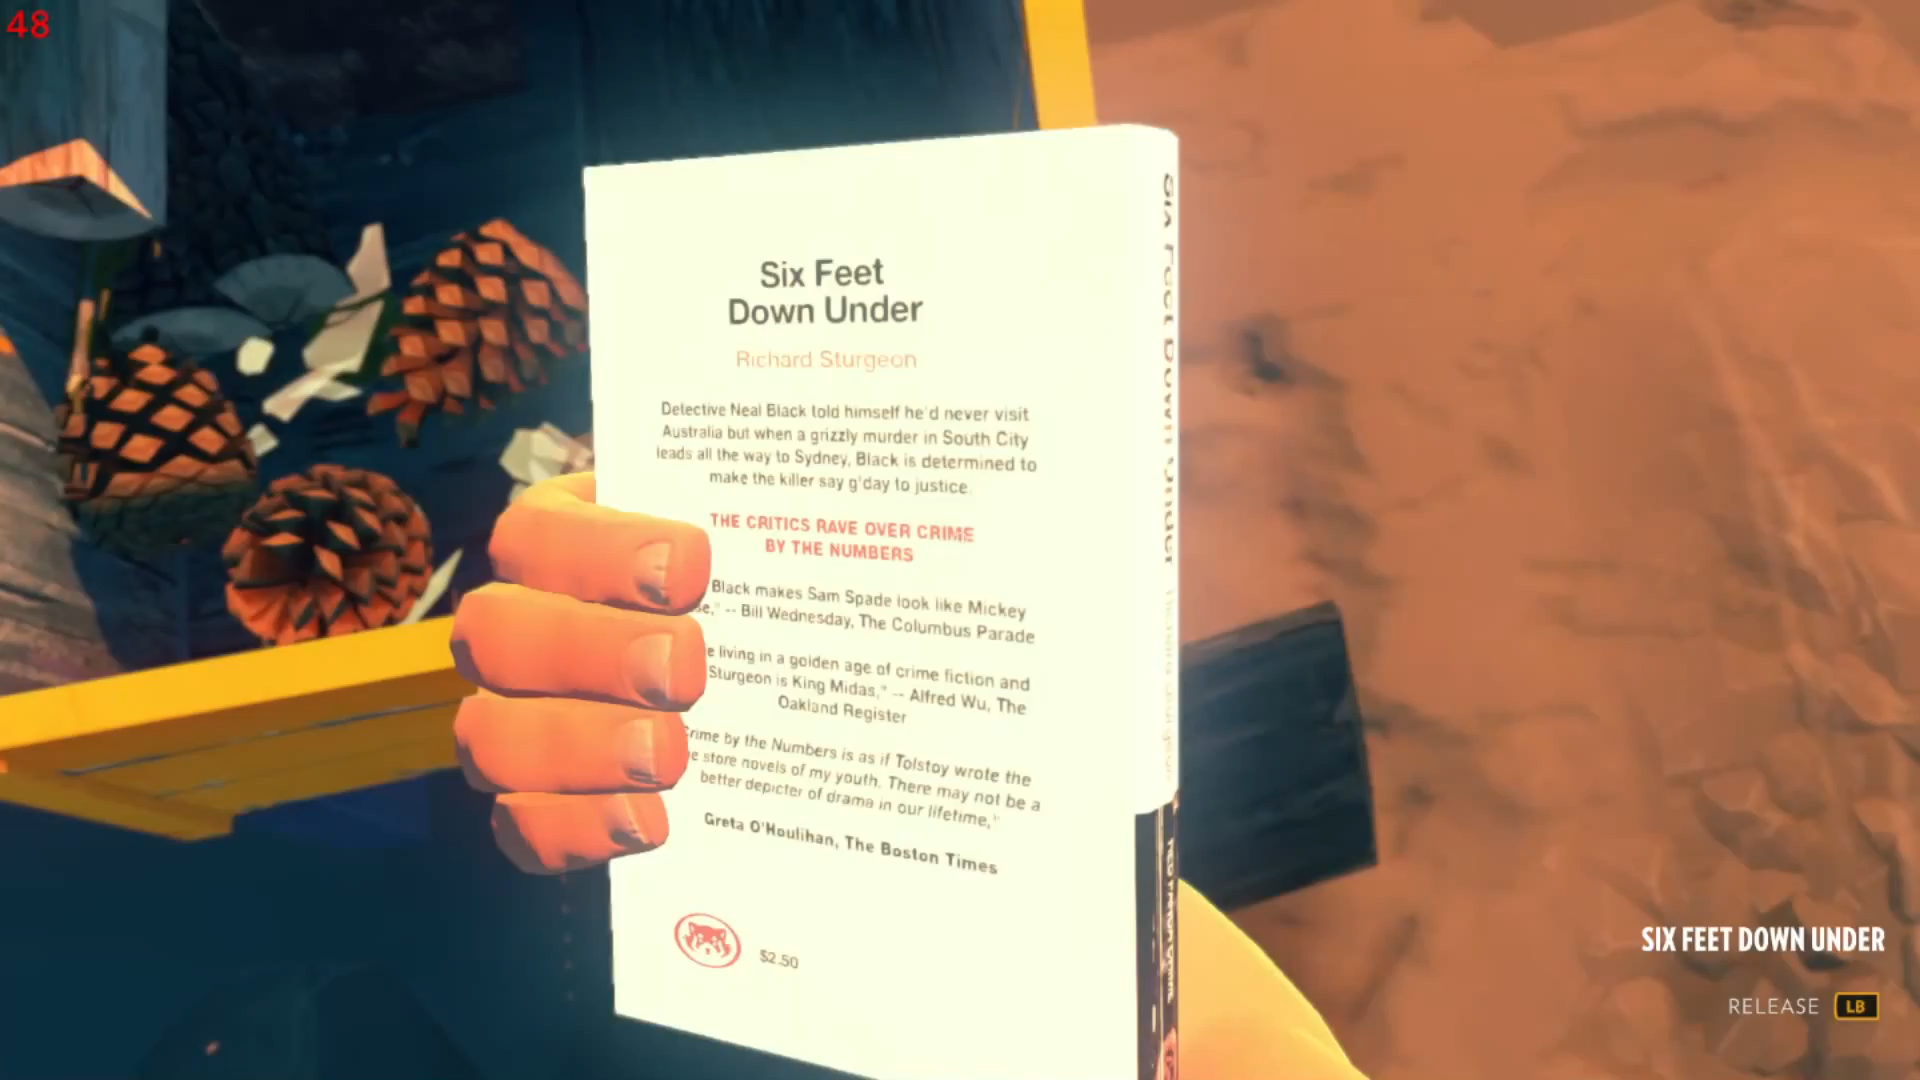 48
Six Feet
Down Under
Richard Sturgeon
Detective Neal Black told himself he'd never visit
Australia but when a grizzly murder in South City
leads all the way to Sydney, Black is determined to
make the killer say g'day to justice.
THE CRITICS RAVE OVER CRIME
BY THE NUMBERS
Black makes Sam Spade look like Mickey
-- Bill Wednesday, The Columbus Parade
living in a golden age of crime fiction and
Sturgeon is King Midas," -- Alfred Wu, The
Oakland Register
Crime by the Numbers is as if Tolstoy wrote the
store novels of my youth. There may not be a
better depicter of drama in our lifetime,"
Greta O'Houlihan, The Boston Times
$2.50
Six Feet Down Under
Richard Sturgeon
SIX FEET DOWN UNDER
RELEASE LB